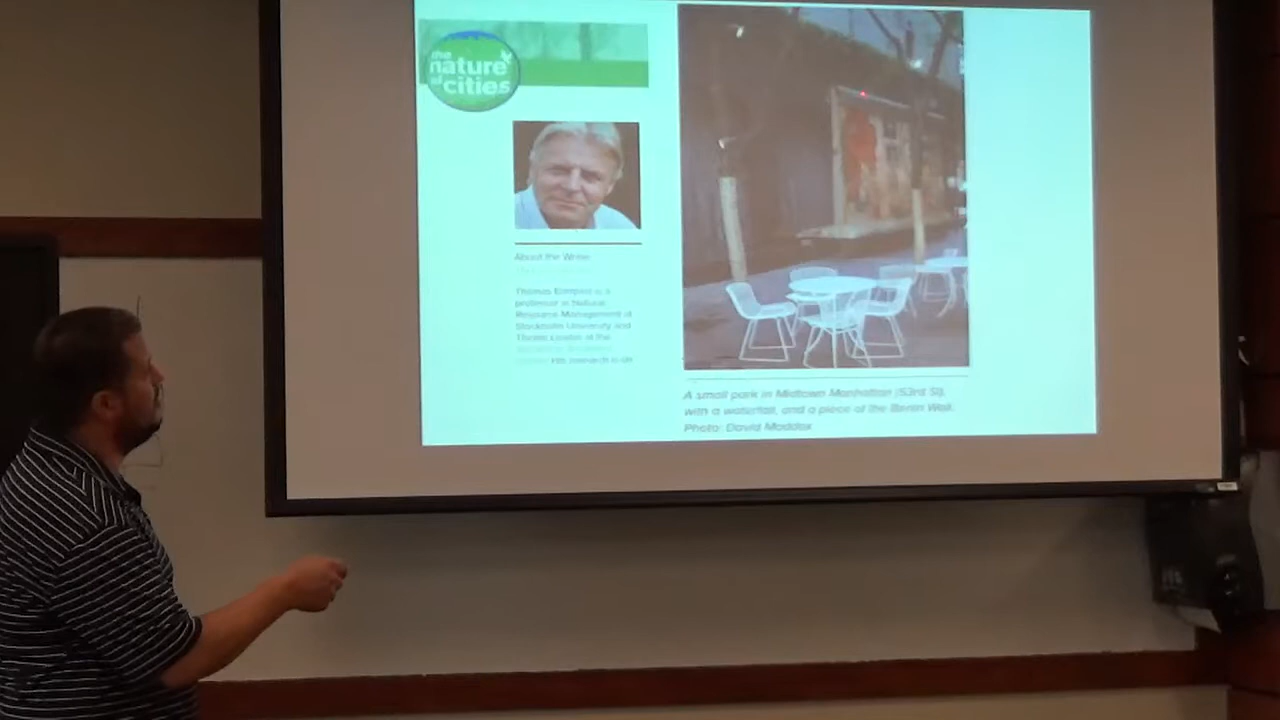 the
nature
of cities
About the Writer
Thomas Elmqvist is a
professor in Natural
Resource Management at
Stockholm University and
Theme Leader at the
His research is on
A small park in Midtown Manhattan (53rd St),
with a waterfall, and a piece of the Berlin Wall.
Photo: David Maddox